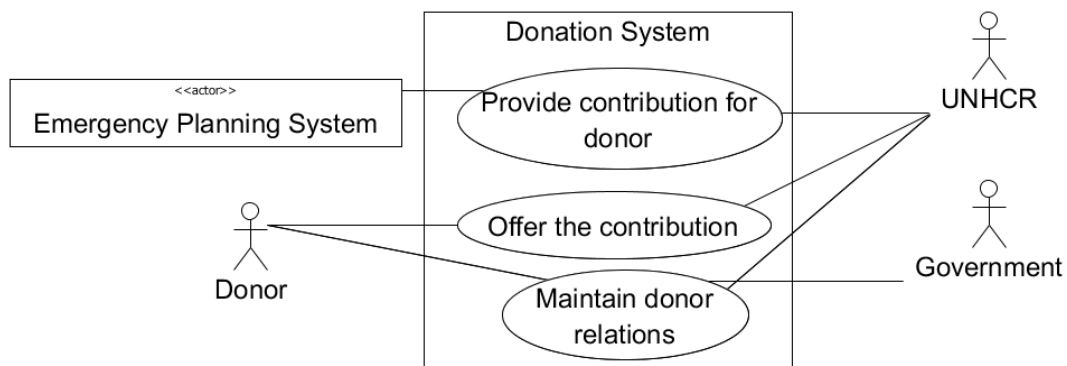 Donation System
<<actor>>
Emergency Planning System
Provide contribution for
donor
UNHCR
Offer the contribution
Donor
Government
Maintain donor
relations